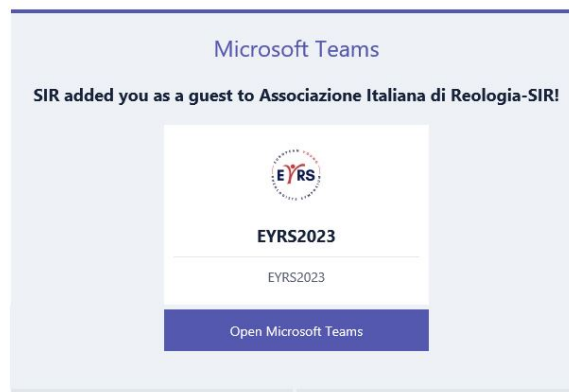 Microsoft Teams
SIR added you as a guest to Associazione Italiana di Reologia-SIR!
EYRS
EYRS2023
EYRS2023
Open Microsoft Teams